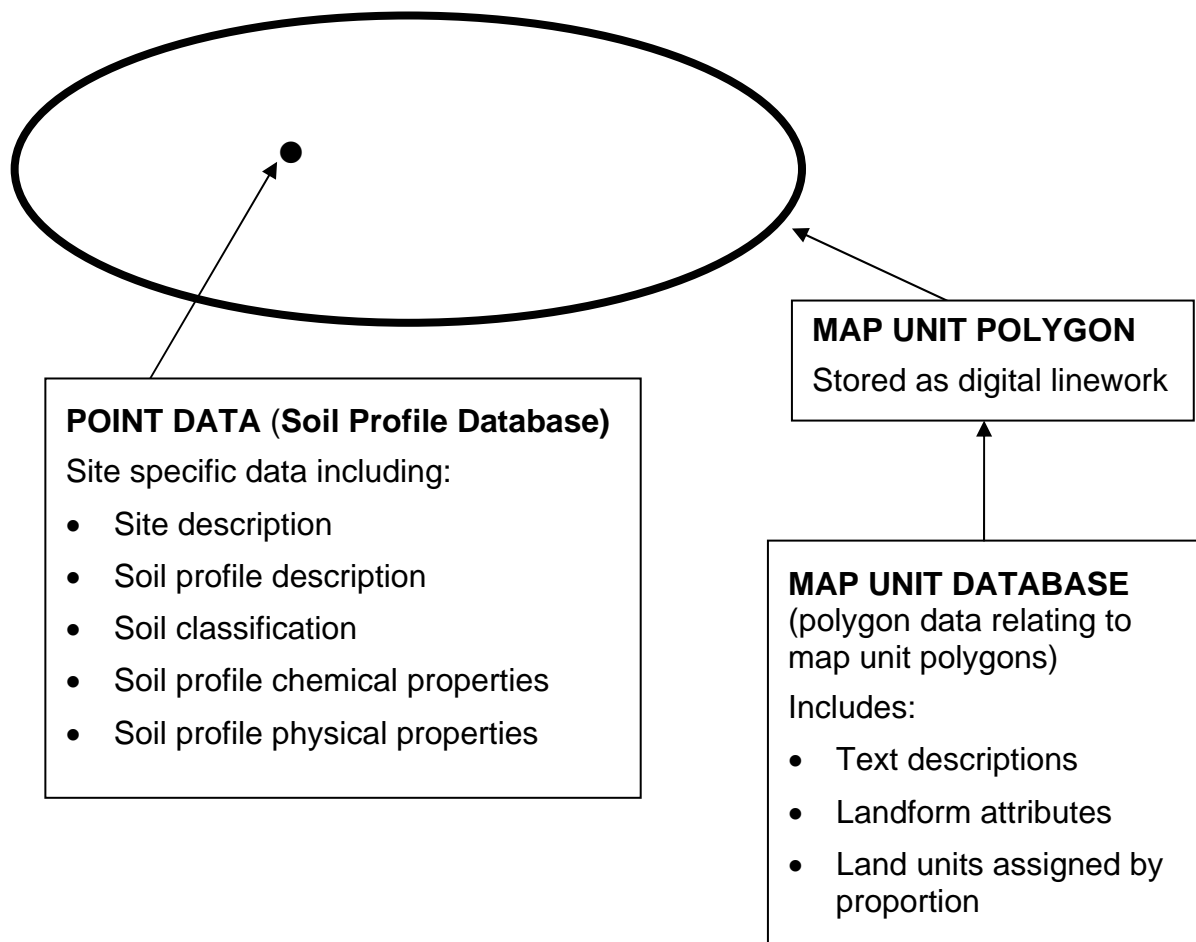 MAP UNIT POLYGON
Stored as digital linework
POINT DATA (Soil Profile Database)
Site specific data including:
• Site description
• Soil profile description
• Soil classification
• Soil profile chemical properties
• Soil profile physical properties
MAP UNIT DATABASE
(polygon data relating to
map unit polygons)
Includes:
• Text descriptions
• Landform attributes
• Land units assigned by
proportion